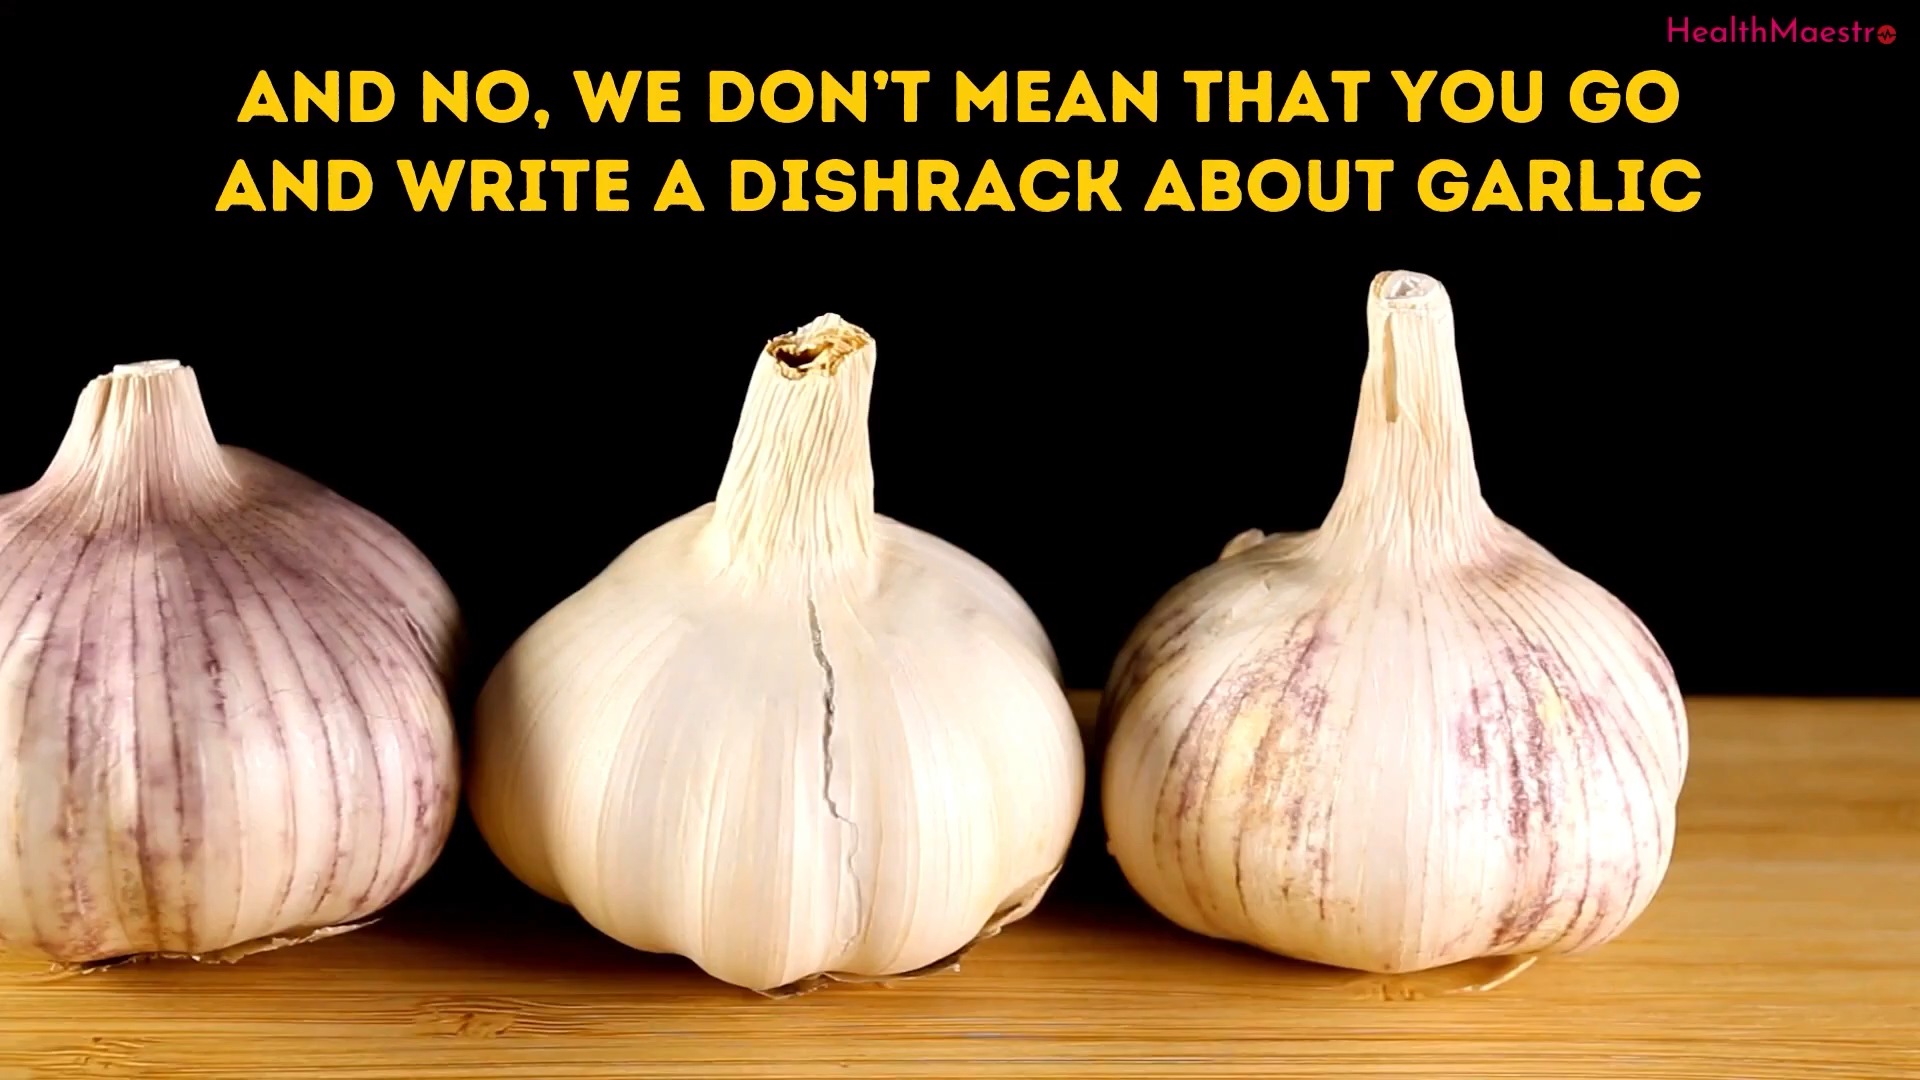 HealthMaestro
AND NO, WE DON'T MEAN THAT YOU GO
AND WRITE A DISHRACK ABOUT GARLIC